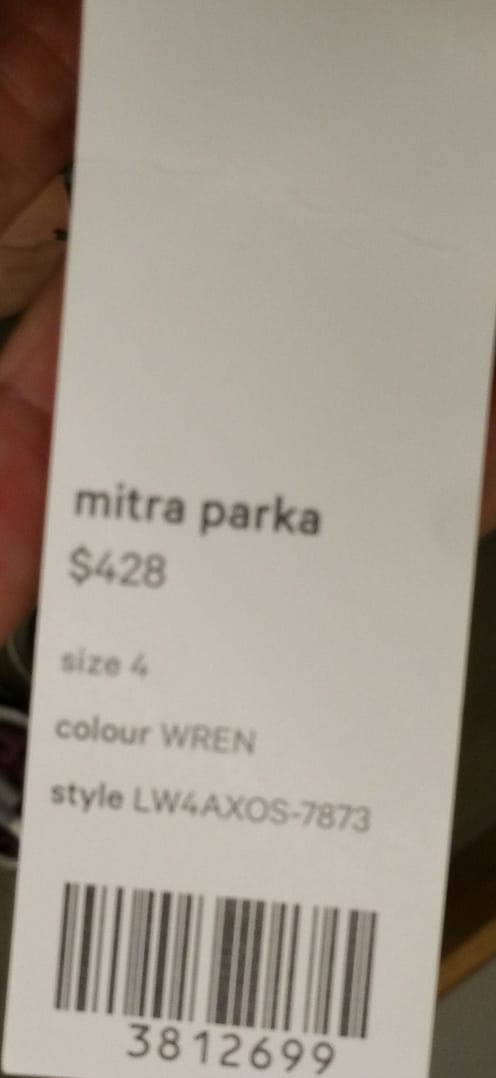 mitra parka
$428
size 4
colour WREN
style LW4AXOS-7873
3812699